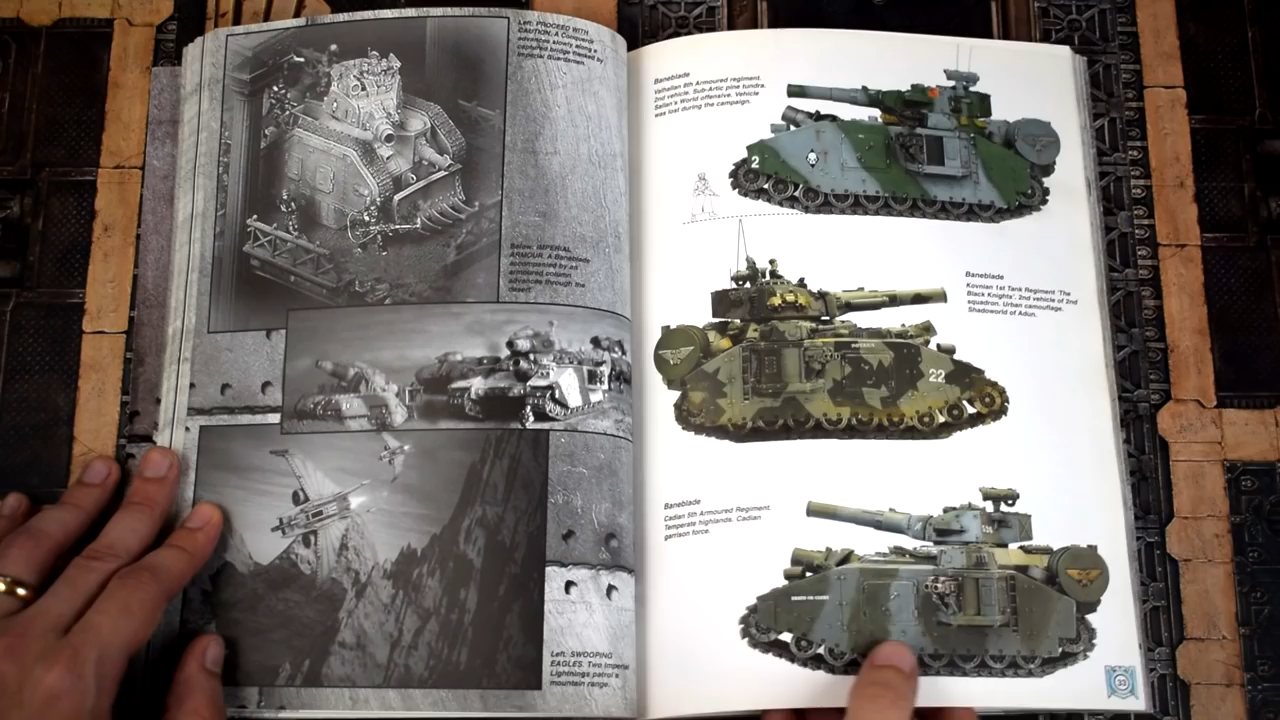 Left: PROCEED WITH
CAUTION. A Conqueror
advances slowly along a
captured bridge flanked by
Imperial Guardsmen.
Below: IMPERIAL
ARMOUR. A Baneblade
accompanied by an
armoured column
advances through the
desert.
Left: SWOOPING
EAGLES. Two Imperial
Lightnings patrol a
mountain range.
Baneblade
Valhallan 8th Armoured regiment.
2nd vehicle. Sub-Artic pine tundra.
Sallan's World offensive. Vehicle
was lost during the campaign.
2
Baneblade
Kovnian 1st Tank Regiment 'The
Black Knights'. 2nd vehicle of 2nd
squadron. Urban camouflage.
Shadoworld of Adun.
22
Baneblade
Cadian 5th Armoured Regiment.
Temperate highlands. Cadian
garrison force.
33